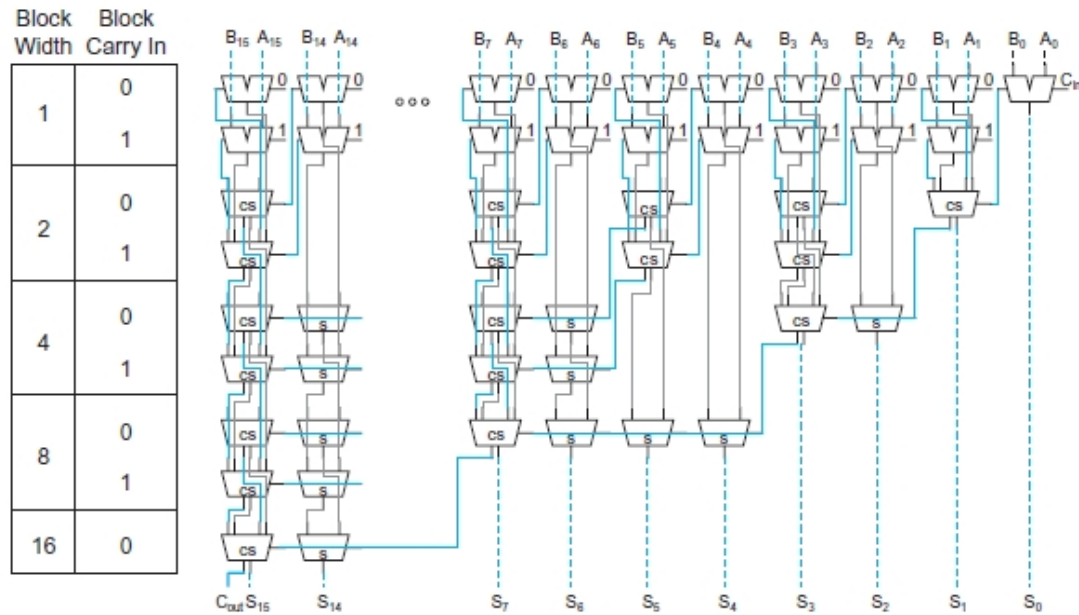 Block Width Block Carry In
B15 A15 B14 A14 B7 A7 B6 A6 B5 A5 B4 A4 B3 A3 B2 A2 B1 A1 B0 A0
0 0 0 0 0 0 0 0 0 0 Cin
1 1 1 1 1 1 1 1 1 1 1
0 CS CS CS CS CS
2
1 CS CS CS CS
0 CS S CS S CS S
4
1 CS S CS S
0 CS S CS S S S
8
1 CS S
16 0 CS S
Cout S15 S14 S7 S6 S5 S4 S3 S2 S1 S0